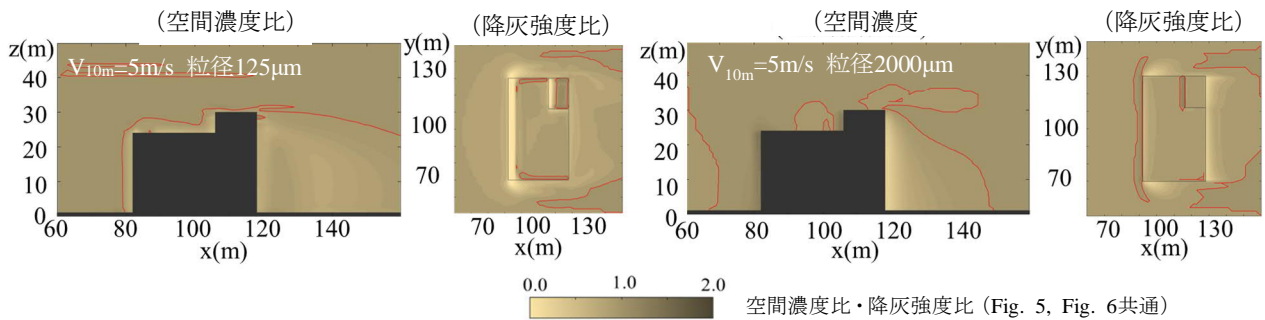 （空間濃度比）
（降灰強度比）
（空間濃度）
（降灰強度比）
z(m)
40
30
20
10
0
V10m=5m/s 粒径125μm
60 80 100 120 140
x(m)
y(m)
130
100
70
70 100 130
x(m)
z(m)
40
30
20
10
0
V10m=5m/s 粒径2000μm
60 80 100 120 140
x(m)
y(m)
130
100
70
70 100 130
x(m)
0.0 1.0 2.0
空間濃度比・降灰強度比 (Fig. 5, Fig. 6共通）